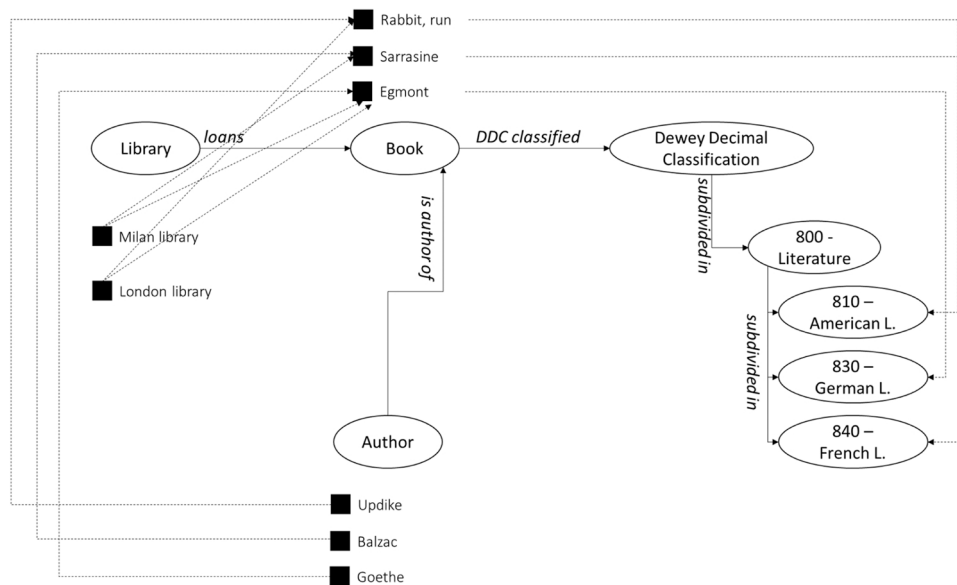 Rabbit, run
Sarrasine
Egmont
Library
loans
Book
DDC classified
Dewey Decimal
Classification
subdivided in
is author of
Milan library
800 -
Literature
London library
810 –
American L.
subdivided in
830 –
German L.
840 –
French L.
Author
Updike
Balzac
Goethe